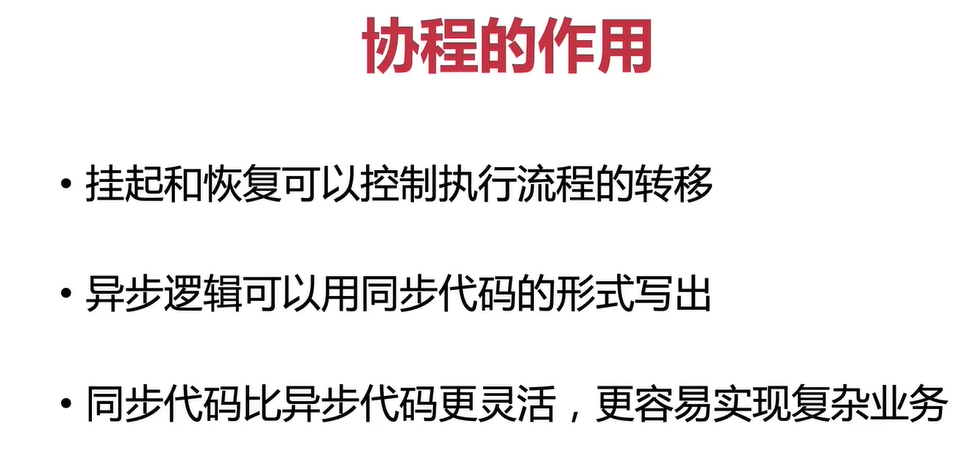 协程的作用
• 挂起和恢复可以控制执行流程的转移
• 异步逻辑可以用同步代码的形式写出
• 同步代码比异步代码更灵活，更容易实现复杂业务